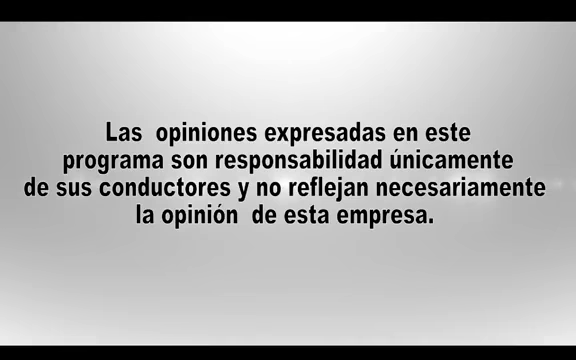 Las opiniones expresadas en este
programa son responsabilidad únicamente
de sus conductores y no reflejan necesariamente
la opinión de esta empresa.